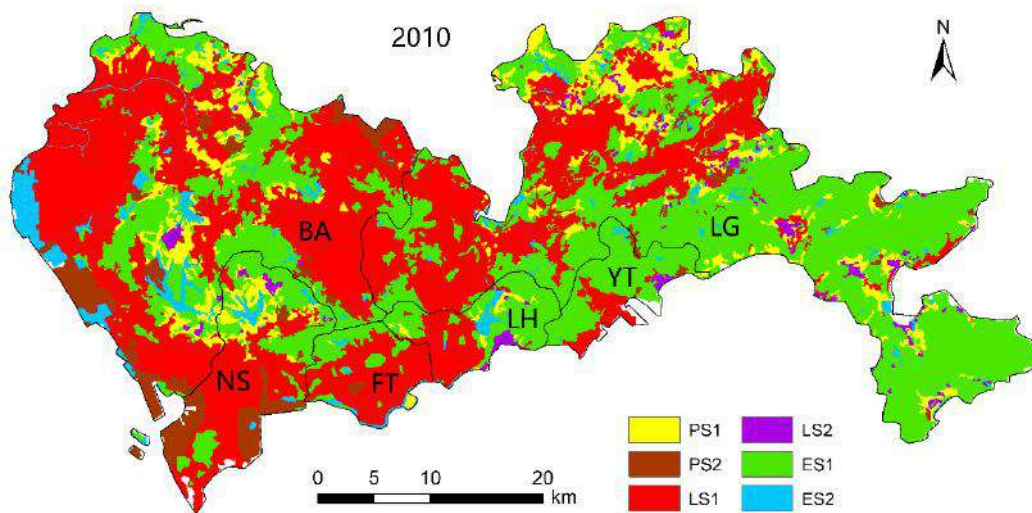 2010
N
BA
LG
YT
LH
NS
FT
PS1
LS2
PS2
ES1
LS1
ES2
0 5 10 20
km